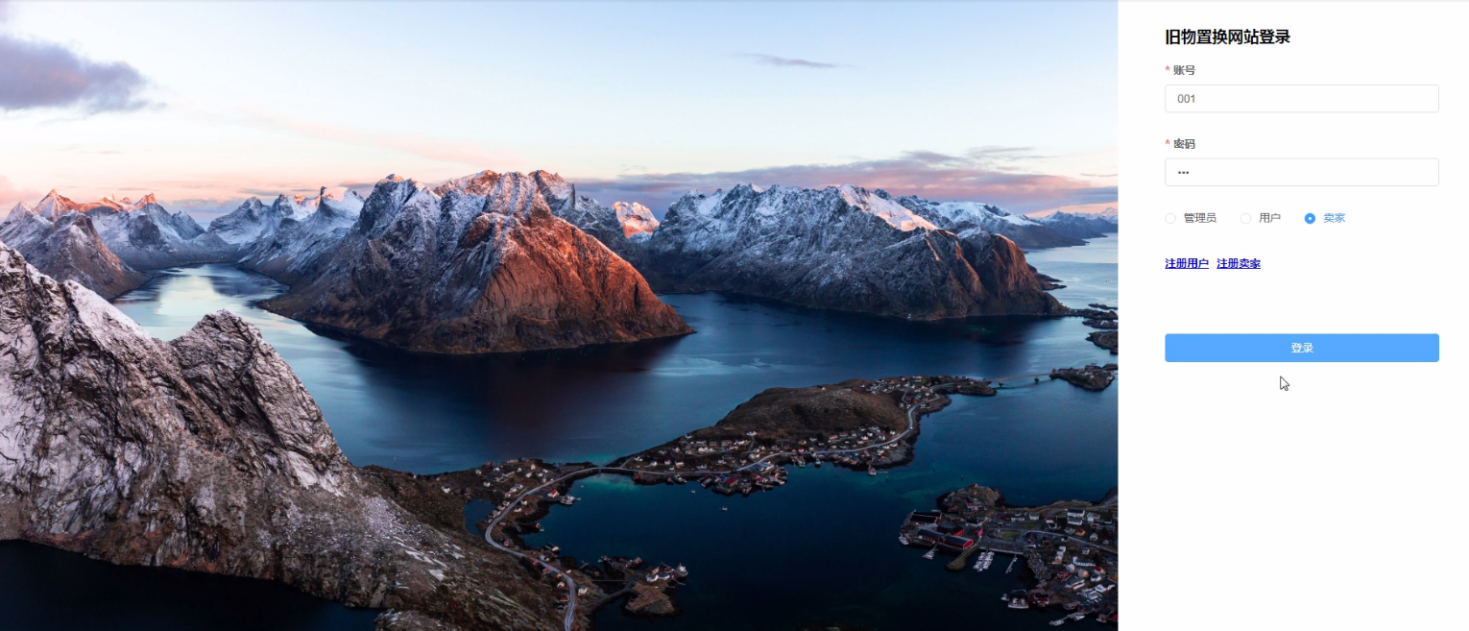 旧物置换网站登录
* 账号
001
* 密码
•••
管理员 用户 卖家
注册用户 注册卖家
登录